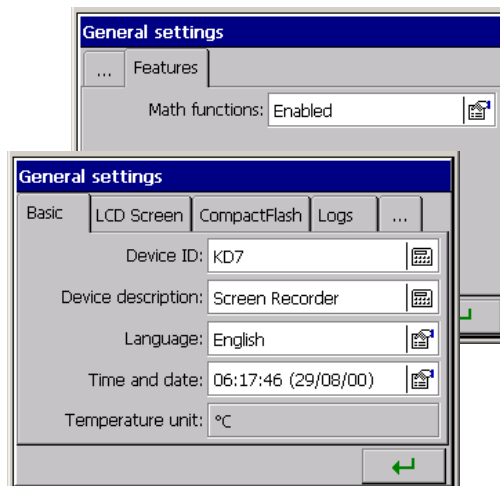 General settings
... Features
Math functions: Enabled
General settings
Basic LCD Screen CompactFlash Logs ...
Device ID: KD7
Device description: Screen Recorder
Language: English
Time and date: 06:17:46 (29/08/00)
Temperature unit: °C